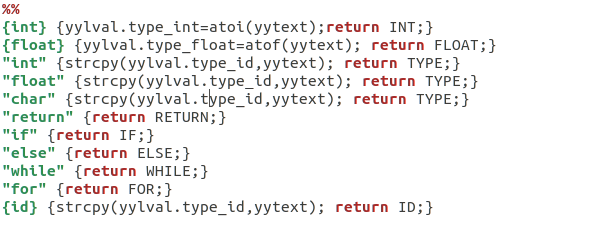 %%
{int} {yylval.type_int=atoi(yytext);return INT;}
{float} {yylval.type_float=atof(yytext); return FLOAT;}
"int" {strcpy(yylval.type_id,yytext); return TYPE;}
"float" {strcpy(yylval.type_id,yytext); return TYPE;}
"char" {strcpy(yylval.type_id,yytext); return TYPE;}
"return" {return RETURN;}
"if" {return IF;}
"else" {return ELSE;}
"while" {return WHILE;}
"for" {return FOR;}
{id} {strcpy(yylval.type_id,yytext); return ID;}